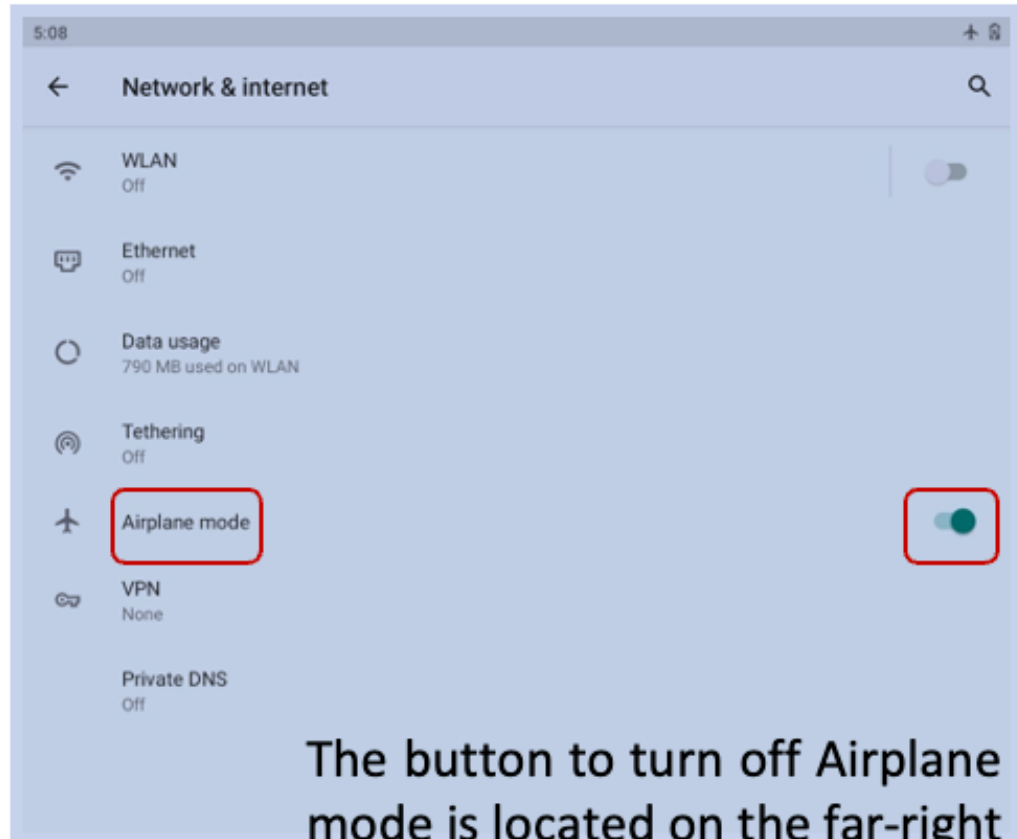 5:08
Network & internet
WLAN
Off
Ethernet
Off
Data usage
790 MB used on WLAN
Tethering
Off
Airplane mode
VPN
None
Private DNS
Off
The button to turn off Airplane
mode is located on the far-right